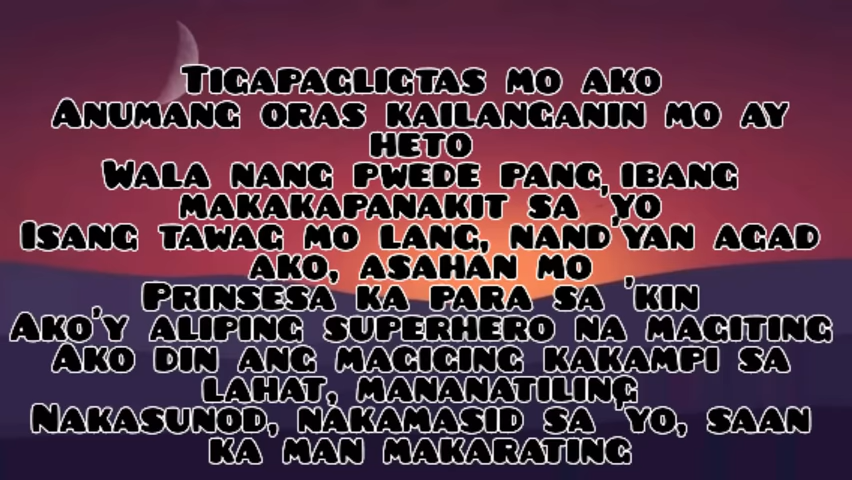 Tigapagligtas mo ako
Anumang oras kailanganin mo ay
heto
Wala nang pwede pang ibang
makakapanakit sa 'yo
Isang tawag mo lang, nand'yan agad
ako, asahan mo
Prinsesa ka para sa 'kin
Ako'y aliping superhero na magiting
Ako din ang magiging kakampi sa
lahat, mananatiling
Nakasunod, nakamasid sa 'yo, saan
ka man makarating